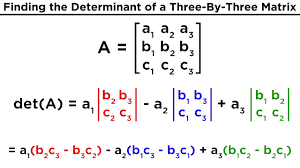 Finding the Determinant of a Three-By-Three Matrix
A = [a₁ a₂ a₃
b₁ b₂ b₃
c₁ c₂ c₃]
det(A) = a₁ |b₂ b₃| - a₂ |b₁ b₃| + a₃ |b₁ b₂|
|c₂ c₃| |c₁ c₃| |c₁ c₂|
= a₁(b₂c₃ - b₃c₂) - a₂(b₁c₃ - b₃c₁) + a₃(b₁c₂ - b₂c₁)